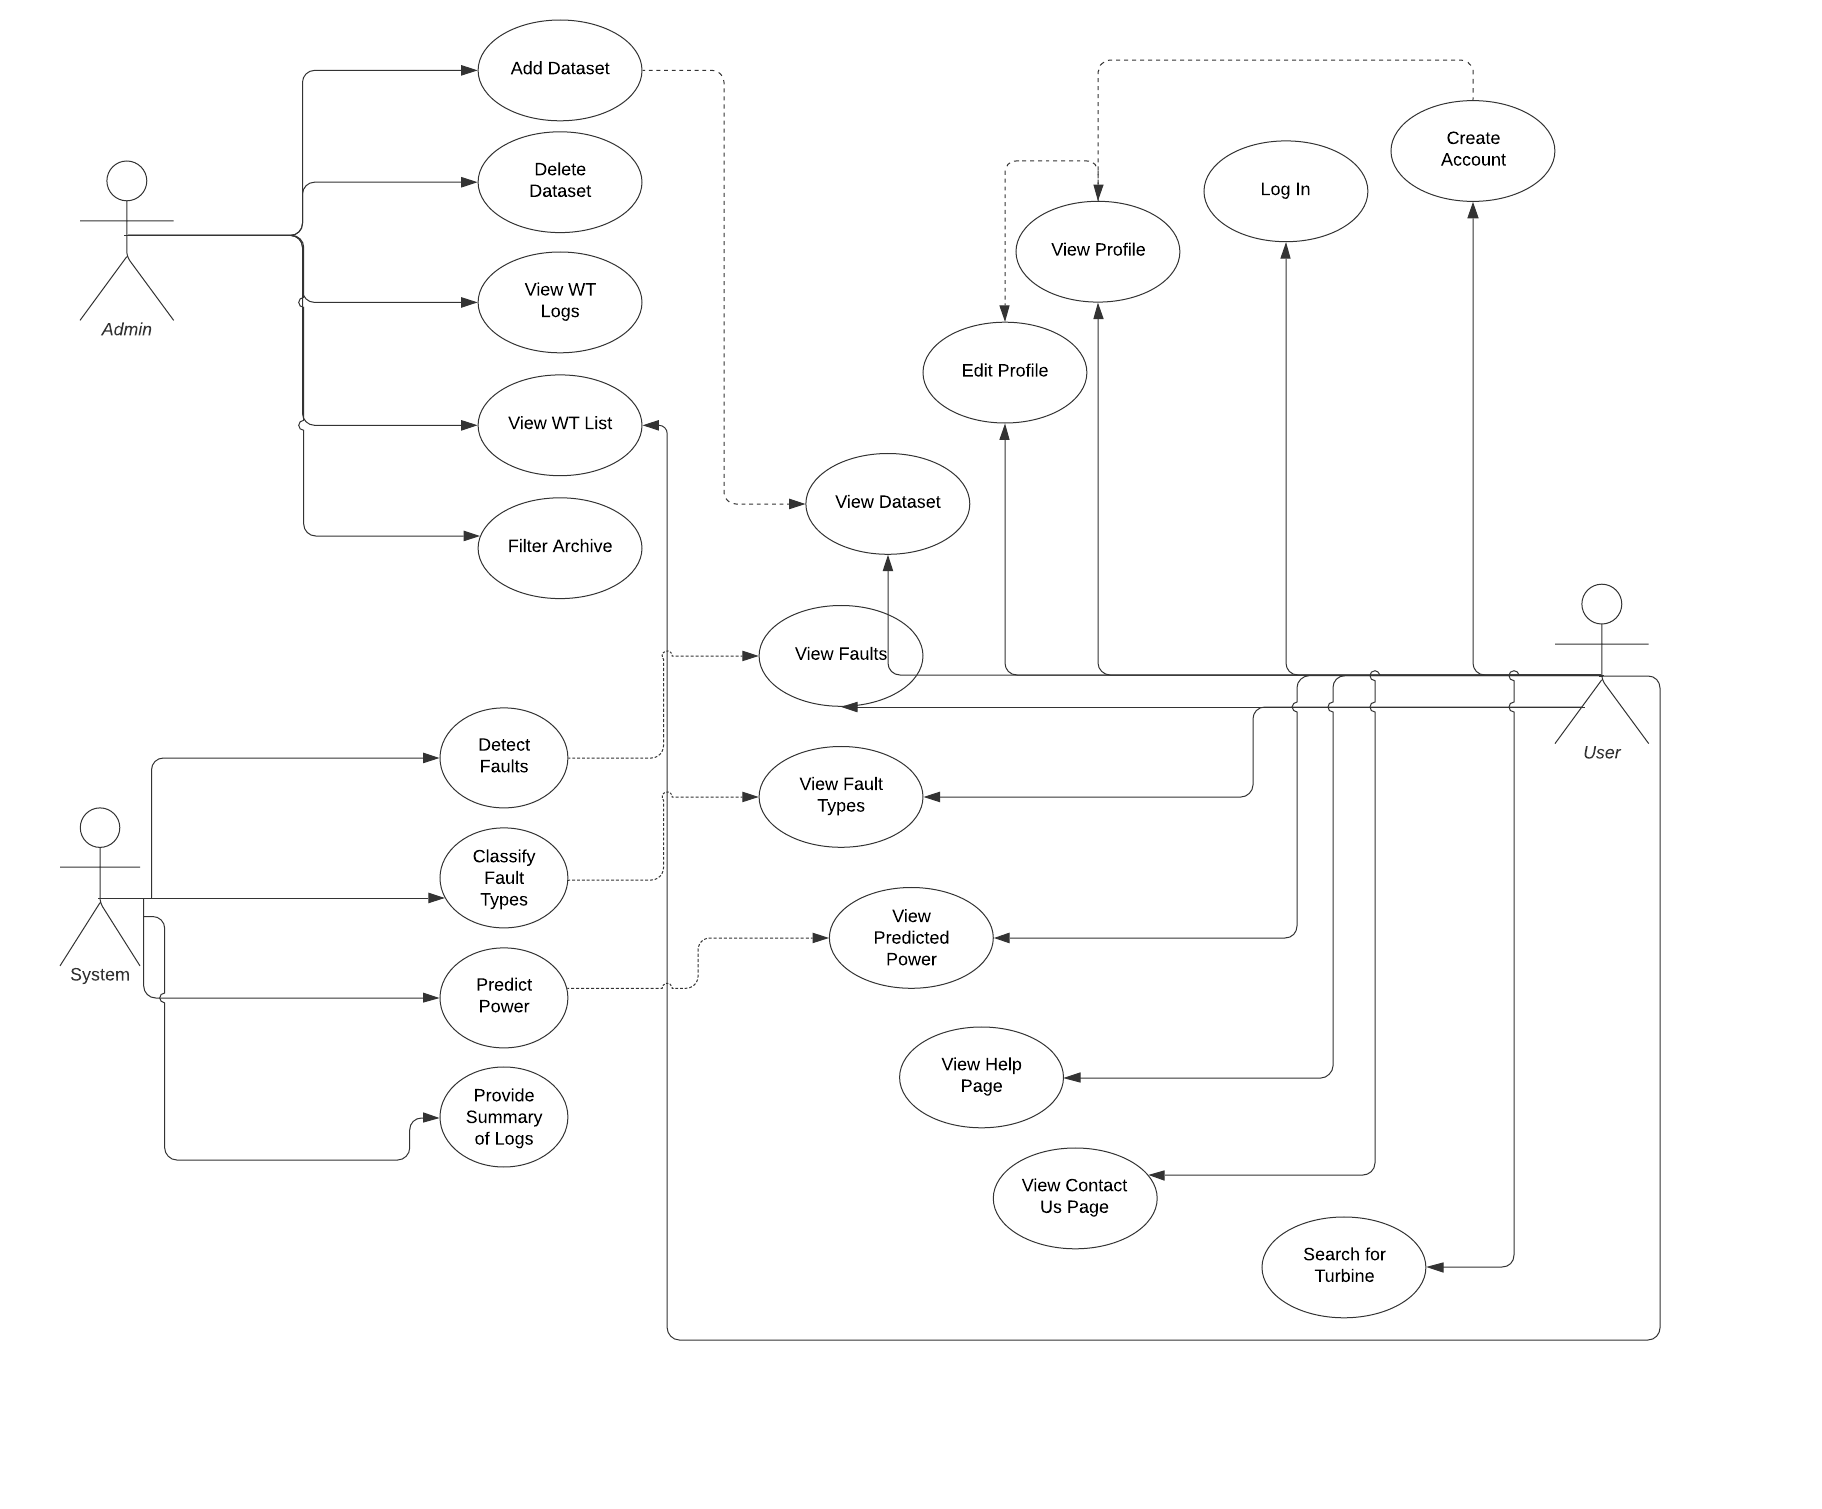 Add Dataset
Delete
Dataset
View WT
Logs
View WT List
Filter Archive
Admin
Create
Account
Log In
View Profile
Edit Profile
View Dataset
View Faults
User
Detect
Faults
View Fault
Types
Classify
Fault
Types
System
View
Predicted
Power
Predict
Power
View Help
Page
Provide
Summary
of Logs
View Contact
Us Page
Search for
Turbine